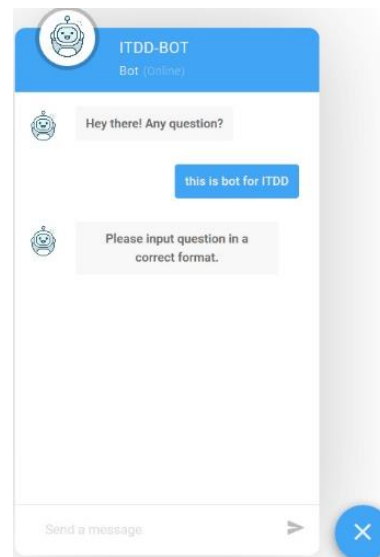 ITDD-BOT
Bot (Online)
Hey there! Any question?
this is bot for ITDD
Please input question in a
correct format.
Send a message